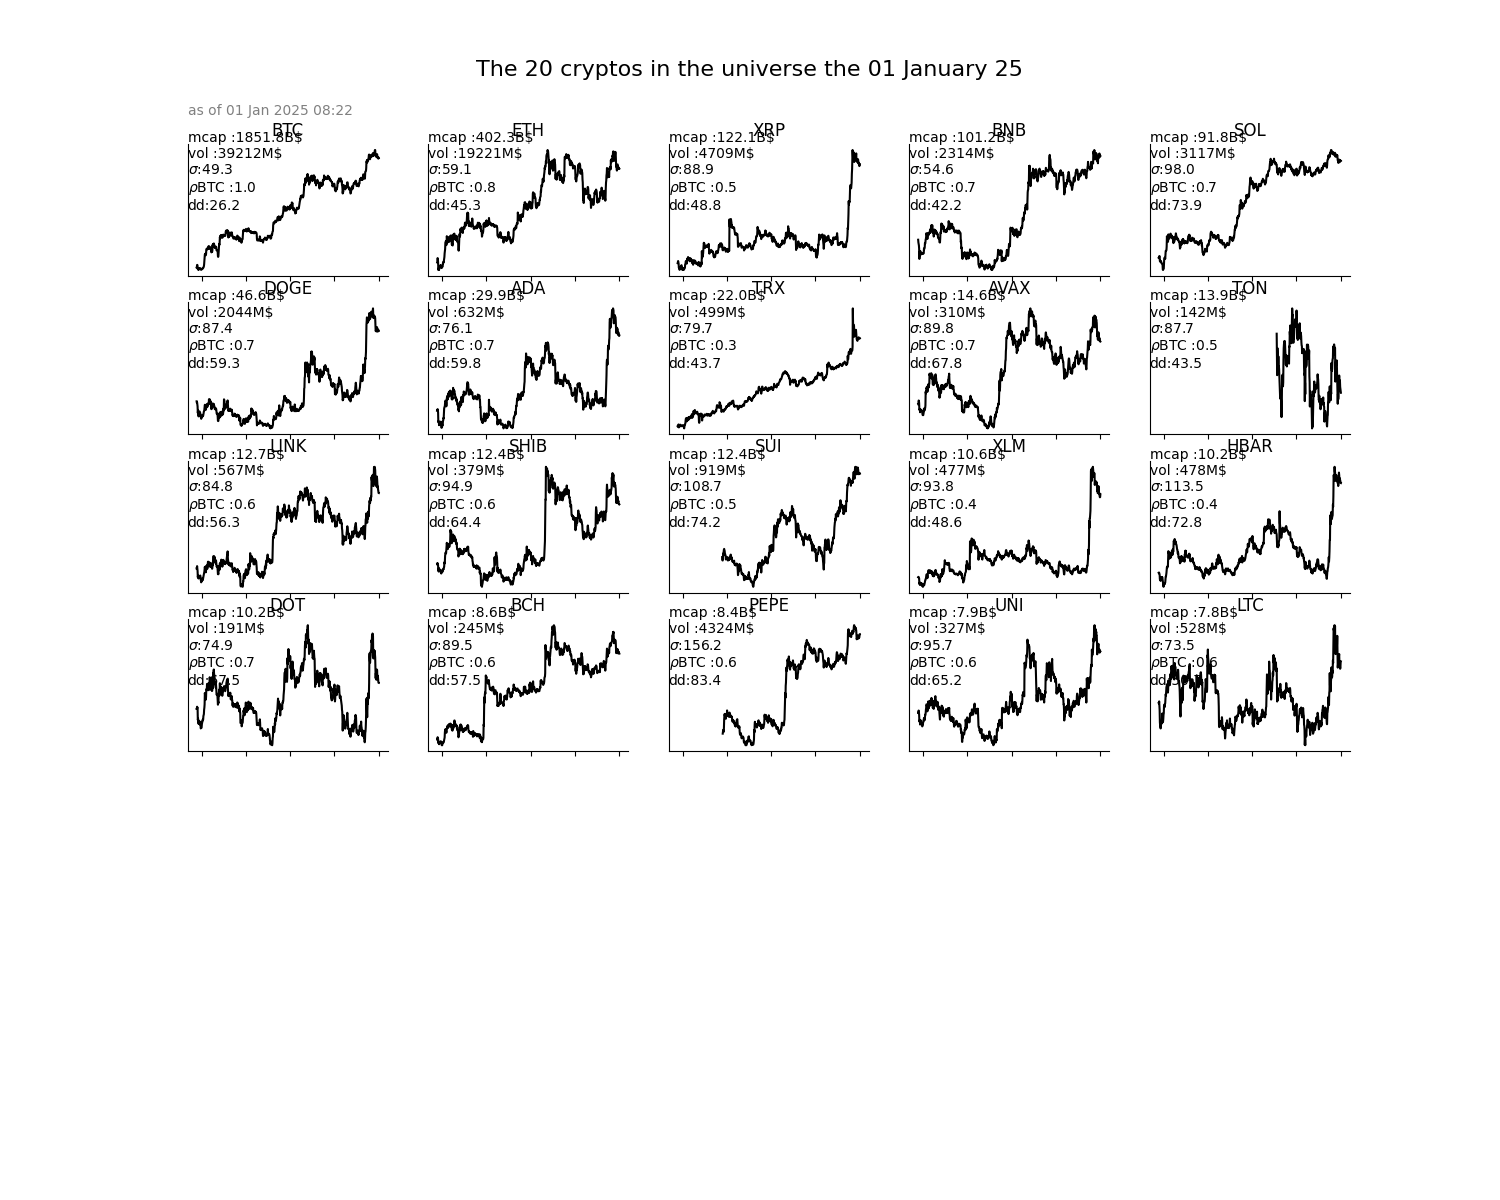 The 20 cryptos in the universe the 01 January 25
as of 01 Jan 2025 08:22
BTC
mcap :1851.8B$
vol :39212M$
σ:49.3
ρBTC :1.0
dd:26.2
ETH
mcap :402.3B$
vol :19221M$
σ:59.1
ρBTC :0.8
dd:45.3
XRP
mcap :122.1B$
vol :4709M$
σ:88.9
ρBTC :0.5
dd:48.8
BNB
mcap :101.2B$
vol :2314M$
σ:54.6
ρBTC :0.7
dd:42.2
SOL
mcap :91.8B$
vol :3117M$
σ:98.0
ρBTC :0.7
dd:73.9
DOGE
mcap :46.6B$
vol :2044M$
σ:87.4
ρBTC :0.7
dd:59.3
ADA
mcap :29.9B$
vol :632M$
σ:76.1
ρBTC :0.7
dd:59.8
TRX
mcap :22.0B$
vol :499M$
σ:79.7
ρBTC :0.3
dd:43.7
AVAX
mcap :14.6B$
vol :310M$
σ:89.8
ρBTC :0.7
dd:67.8
TON
mcap :13.9B$
vol :142M$
σ:87.7
ρBTC :0.5
dd:43.5
LINK
mcap :12.7B$
vol :567M$
σ:84.8
ρBTC :0.6
dd:56.3
SHIB
mcap :12.4B$
vol :379M$
σ:94.9
ρBTC :0.6
dd:64.4
SUI
mcap :12.4B$
vol :919M$
σ:108.7
ρBTC :0.5
dd:74.2
XLM
mcap :10.6B$
vol :477M$
σ:93.8
ρBTC :0.4
dd:48.6
HBAR
mcap :10.2B$
vol :478M$
σ:113.5
ρBTC :0.4
dd:72.8
DOT
mcap :10.2B$
vol :191M$
σ:74.9
ρBTC :0.7
BCH
mcap :8.6B$
vol :245M$
σ:89.5
ρBTC :0.6
dd:57.5
PEPE
mcap :8.4B$
vol :4324M$
σ:156.2
ρBTC :0.6
dd:83.4
UNI
mcap :7.9B$
vol :327M$
σ:95.7
ρBTC :0.6
dd:65.2
LTC
mcap :7.8B$
vol :528M$
σ:73.5
ρBTC :0.6